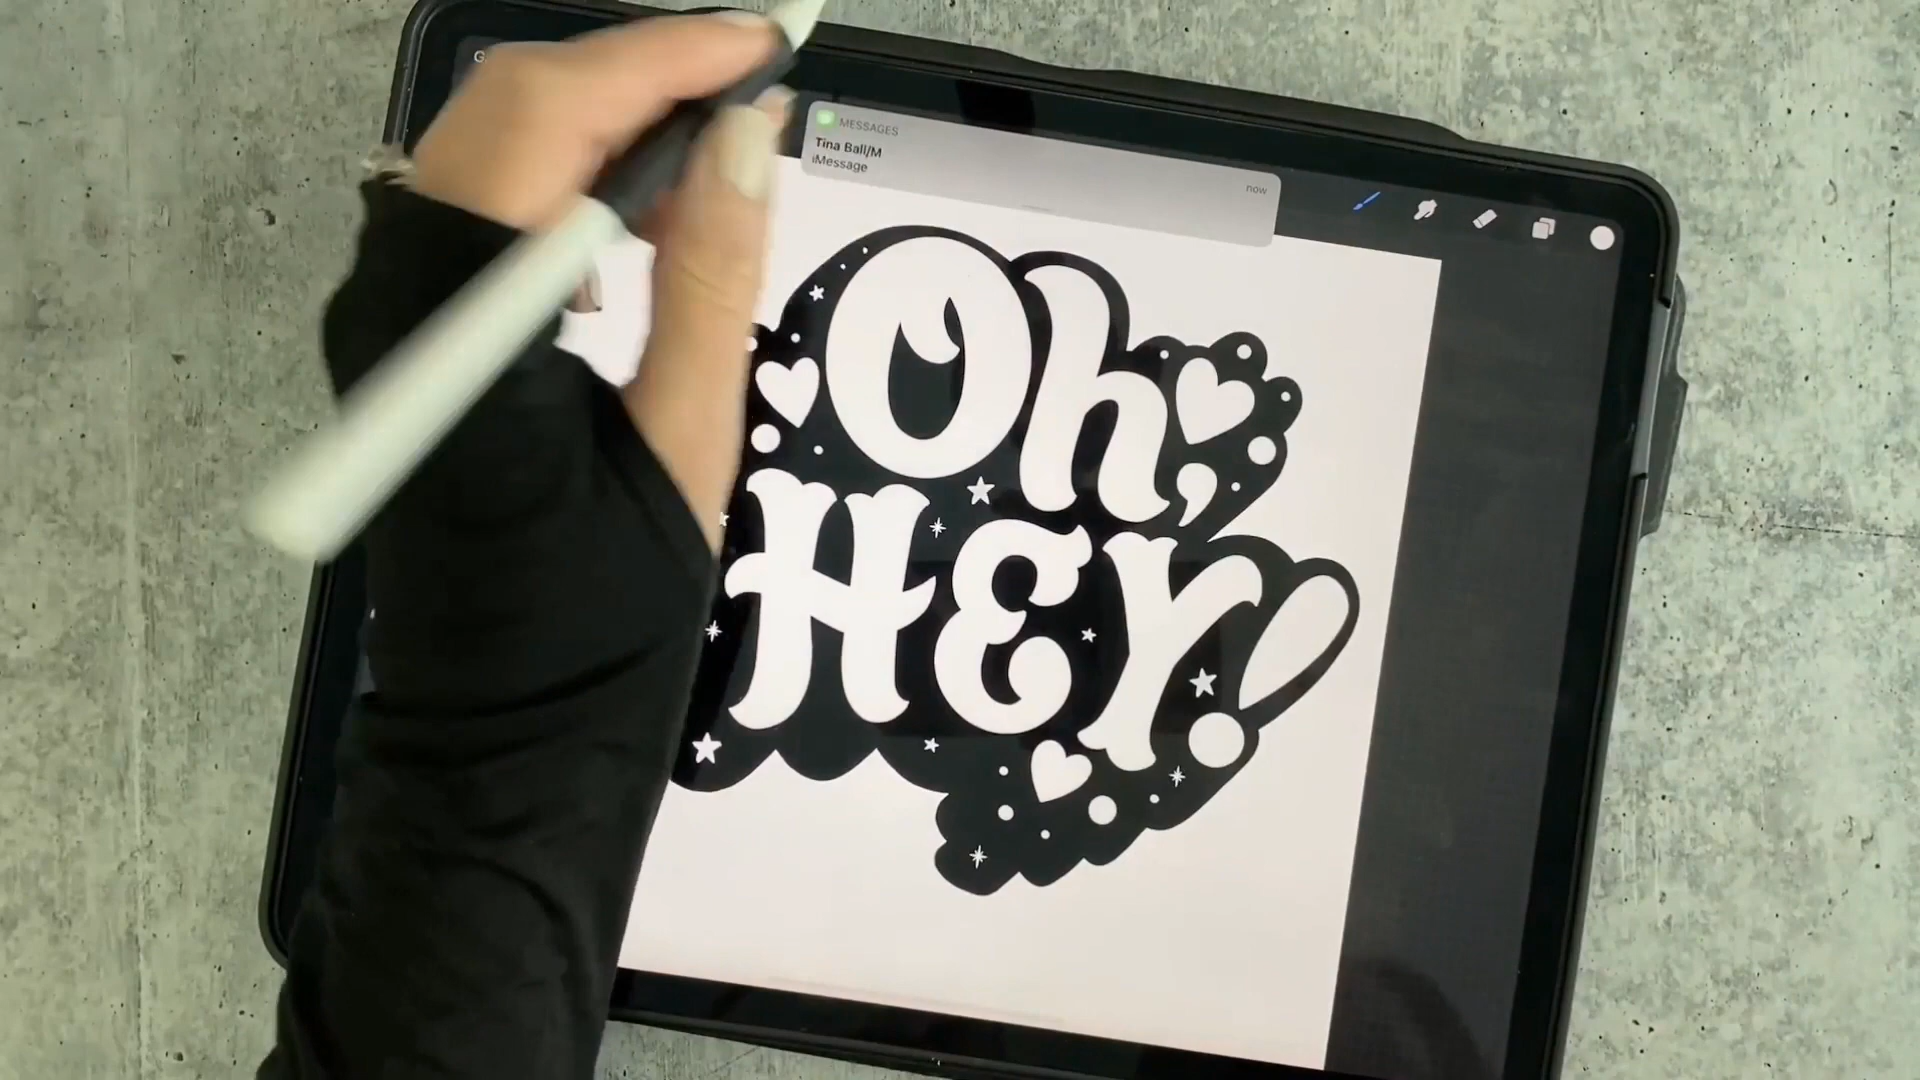 MESSAGES
Tina Ball/M
iMessage
now
Oh,
HEY!